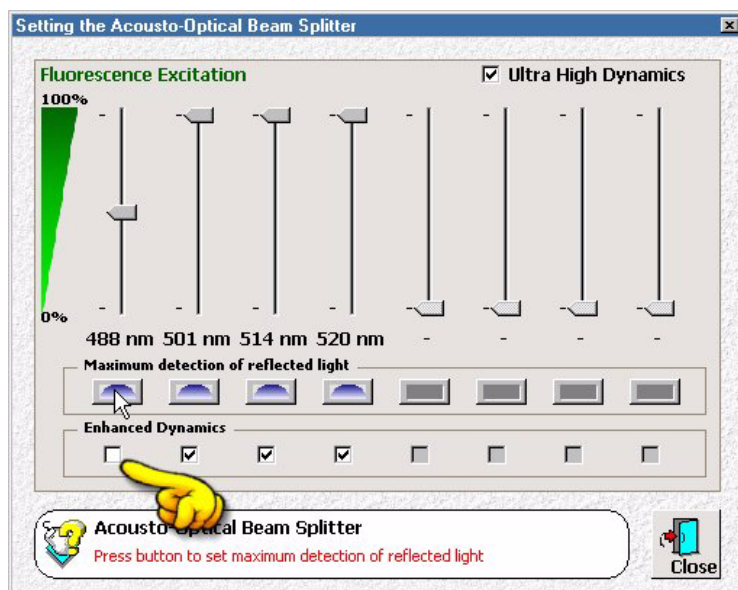 Setting the Acousto-Optical Beam Splitter
Fluorescence Excitation
Ultra High Dynamics
100%
0%
488 nm 501 nm 514 nm 520 nm - - - -
Maximum detection of reflected light
Enhanced Dynamics
Acousto-Optical Beam Splitter
Press button to set maximum detection of reflected light
Close